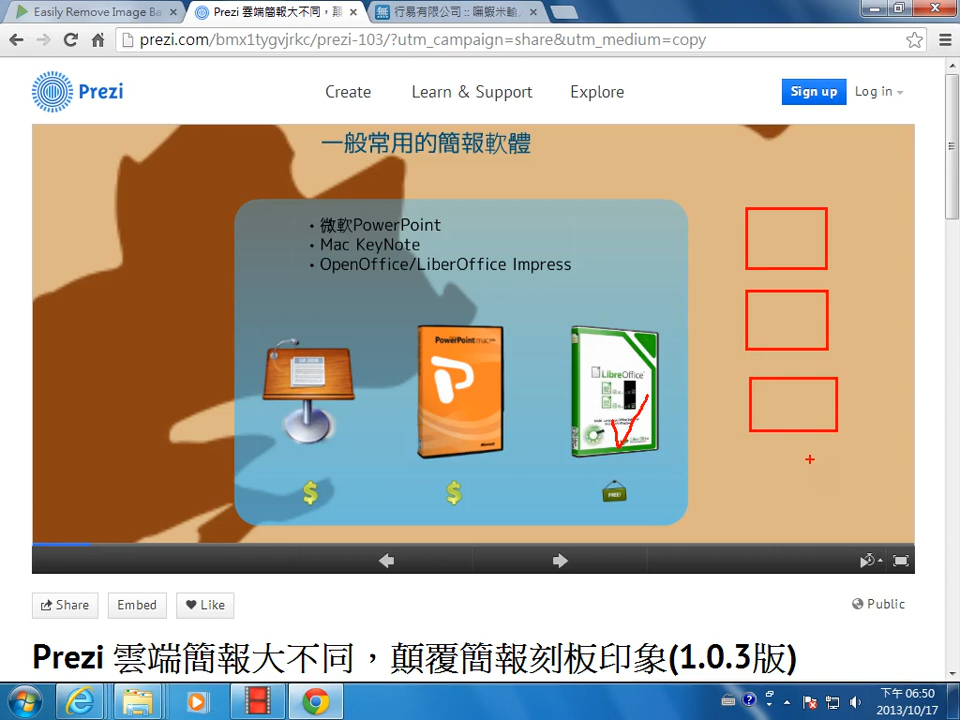 Easily Remove Image Ba
Prezi 雲端簡報大不同，顛
行易有限公司 :: 嘸蝦米輸
prezi.com/bmx1tygvjrkc/prezi-103/?utm_campaign=share&utm_medium=copy
Prezi
Create
Learn & Support
Explore
Sign up
Log in
一般常用的簡報軟體
• 微軟PowerPoint
• Mac KeyNote
• OpenOffice/LiberOffice Impress
PowerPoint:mac
Microsoft
LibreOffice
$
$
FREE!
Share
Embed
Like
Public
Prezi 雲端簡報大不同，顛覆簡報刻板印象(1.0.3版)
下午 06:50
2013/10/17